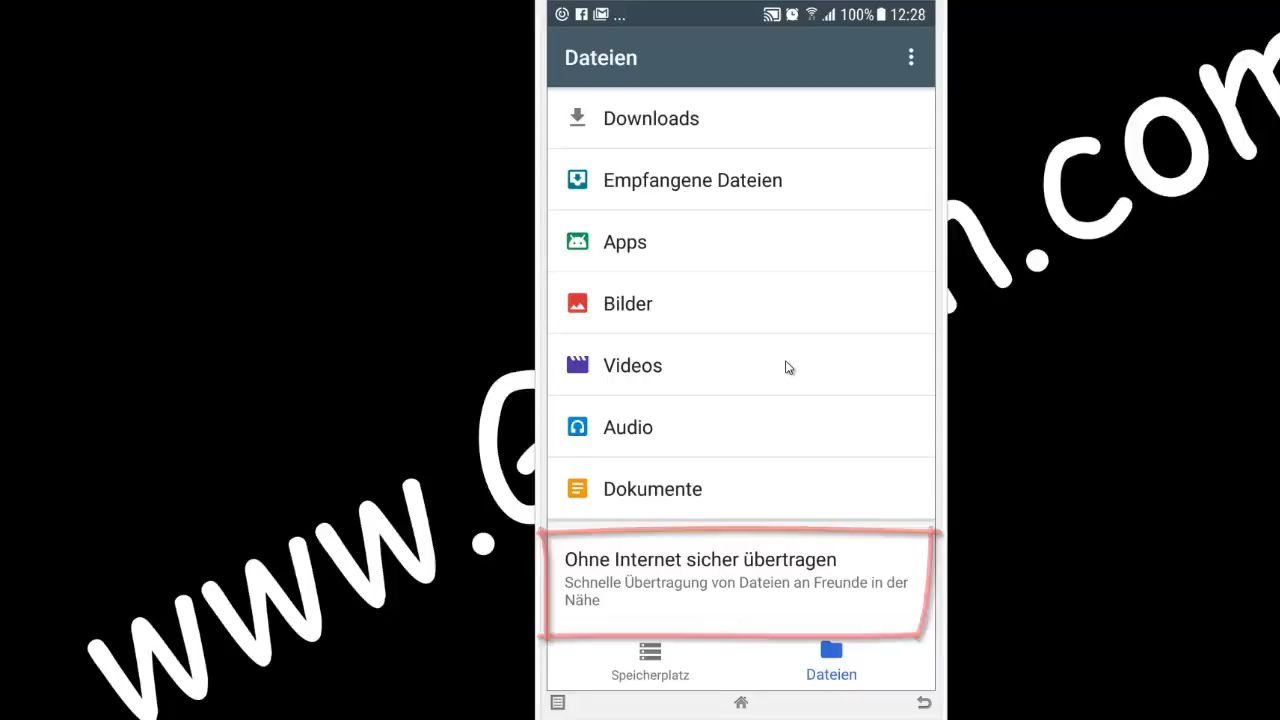 ... 100% 12:28
Dateien
Downloads
Empfangene Dateien
Apps
Bilder
Videos
Audio
Dokumente
Ohne Internet sicher übertragen
Schnelle Übertragung von Dateien an Freunde in der
Nähe
Speicherplatz
Dateien
www.
.com